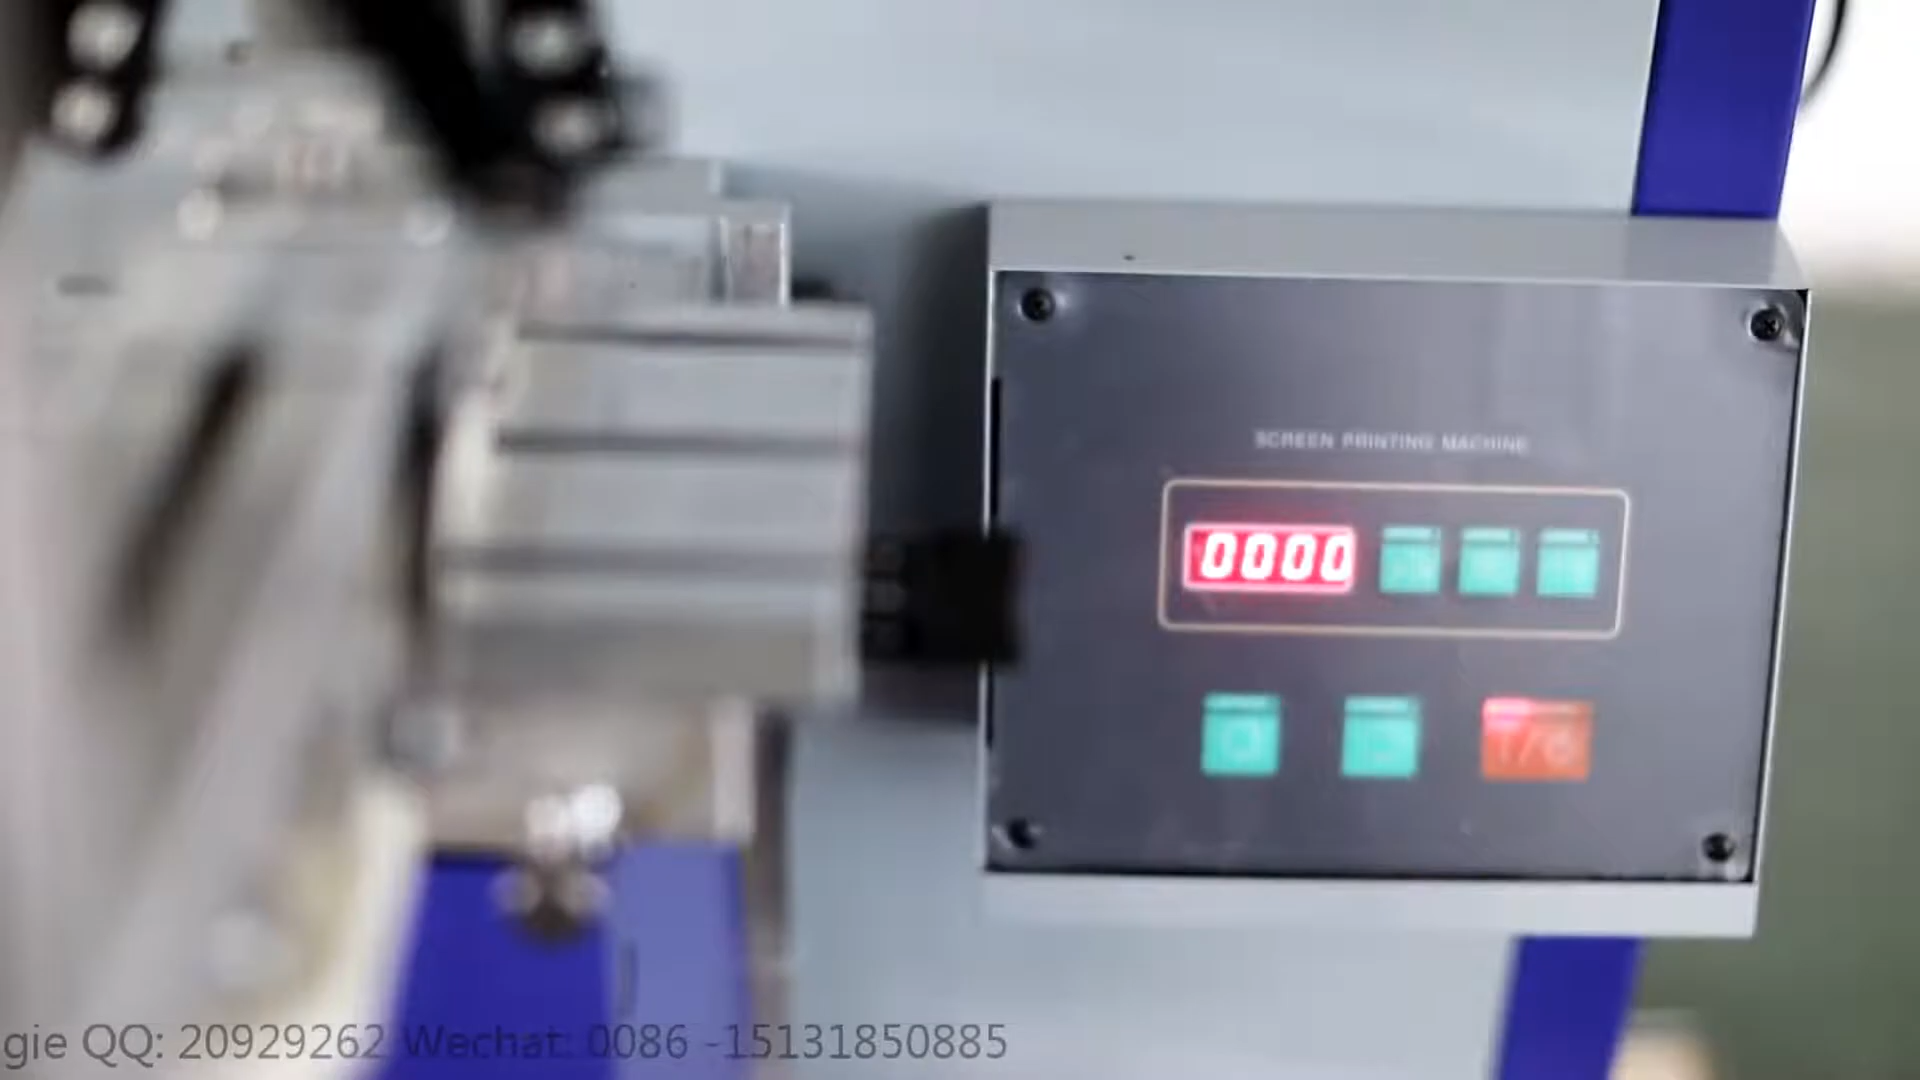 SCREEN PRINTING MACHINE
0000
gie QQ: 20929262 Wechat: 0086 -15131850885